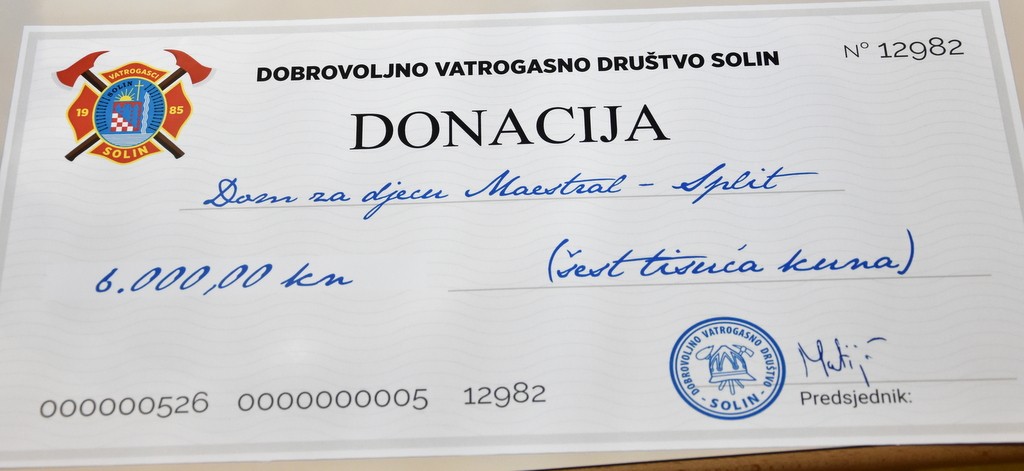 DOBROVOLJNO VATROGASNO DRUŠTVO SOLIN
N° 12982
VATROGASCI
SOLIN
19 85
SOLIN
DONACIJA
Dom za djecu Maestral - Split
6.000,00 kn
(šest tisuća kuna)
DOBROVOLJNO VATROGASNO DRUŠTVO
- SOLIN -
Predsjednik:
000000526 0000000005 12982